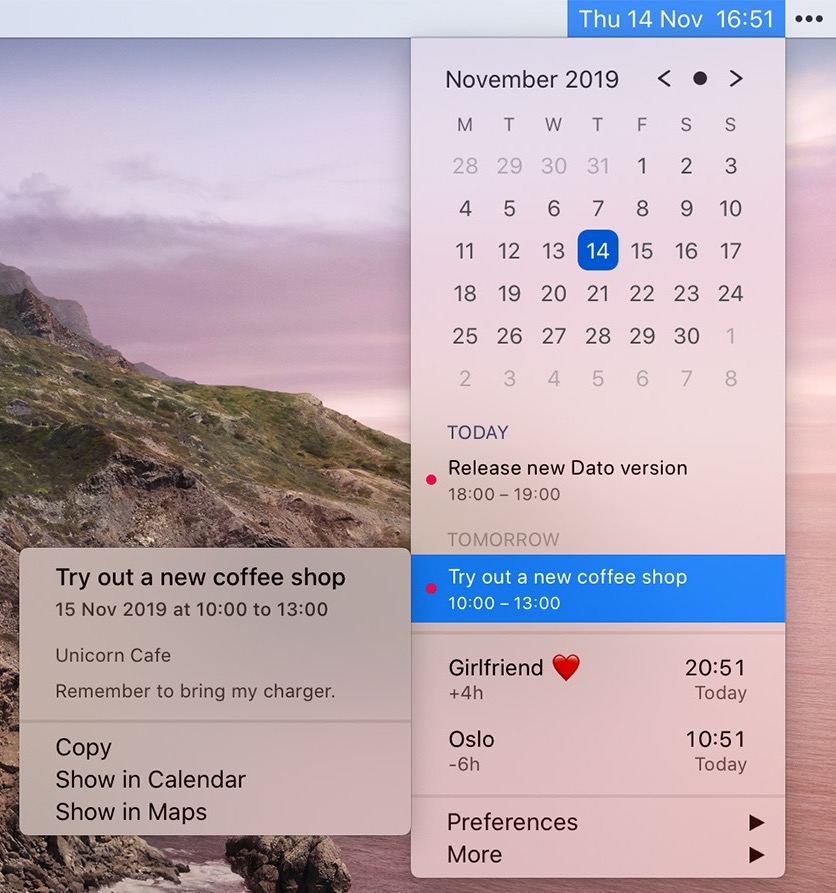 Thu 14 Nov 16:51 •••
November 2019 < ● >
M T W T F S S
28 29 30 31 1 2 3
4 5 6 7 8 9 10
11 12 13 14 15 16 17
18 19 20 21 22 23 24
25 26 27 28 29 30 1
2 3 4 5 6 7 8
TODAY
Release new Dato version
18:00 – 19:00
TOMORROW
Try out a new coffee shop
10:00 – 13:00
Girlfriend ❤️ 20:51
+4h Today
Oslo 10:51
-6h Today
Preferences ▶
More ▶
Try out a new coffee shop
15 Nov 2019 at 10:00 to 13:00
Unicorn Cafe
Remember to bring my charger.
Copy
Show in Calendar
Show in Maps